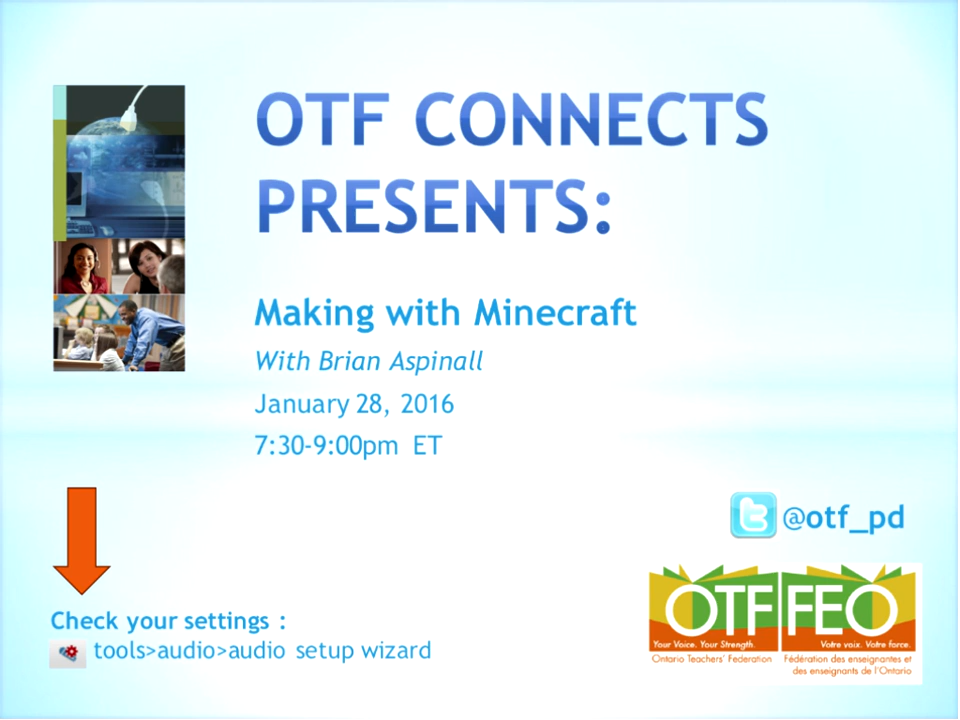 OTF CONNECTS
PRESENTS:
Making with Minecraft
With Brian Aspinall
January 28, 2016
7:30-9:00pm ET
@otf_pd
Check your settings :
tools>audio>audio setup wizard
OTF FEO
Your Voice. Your Strength. Votre voix. Votre force.
Ontario Teachers' Federation Fédération des enseignantes et
des enseignants de l'Ontario